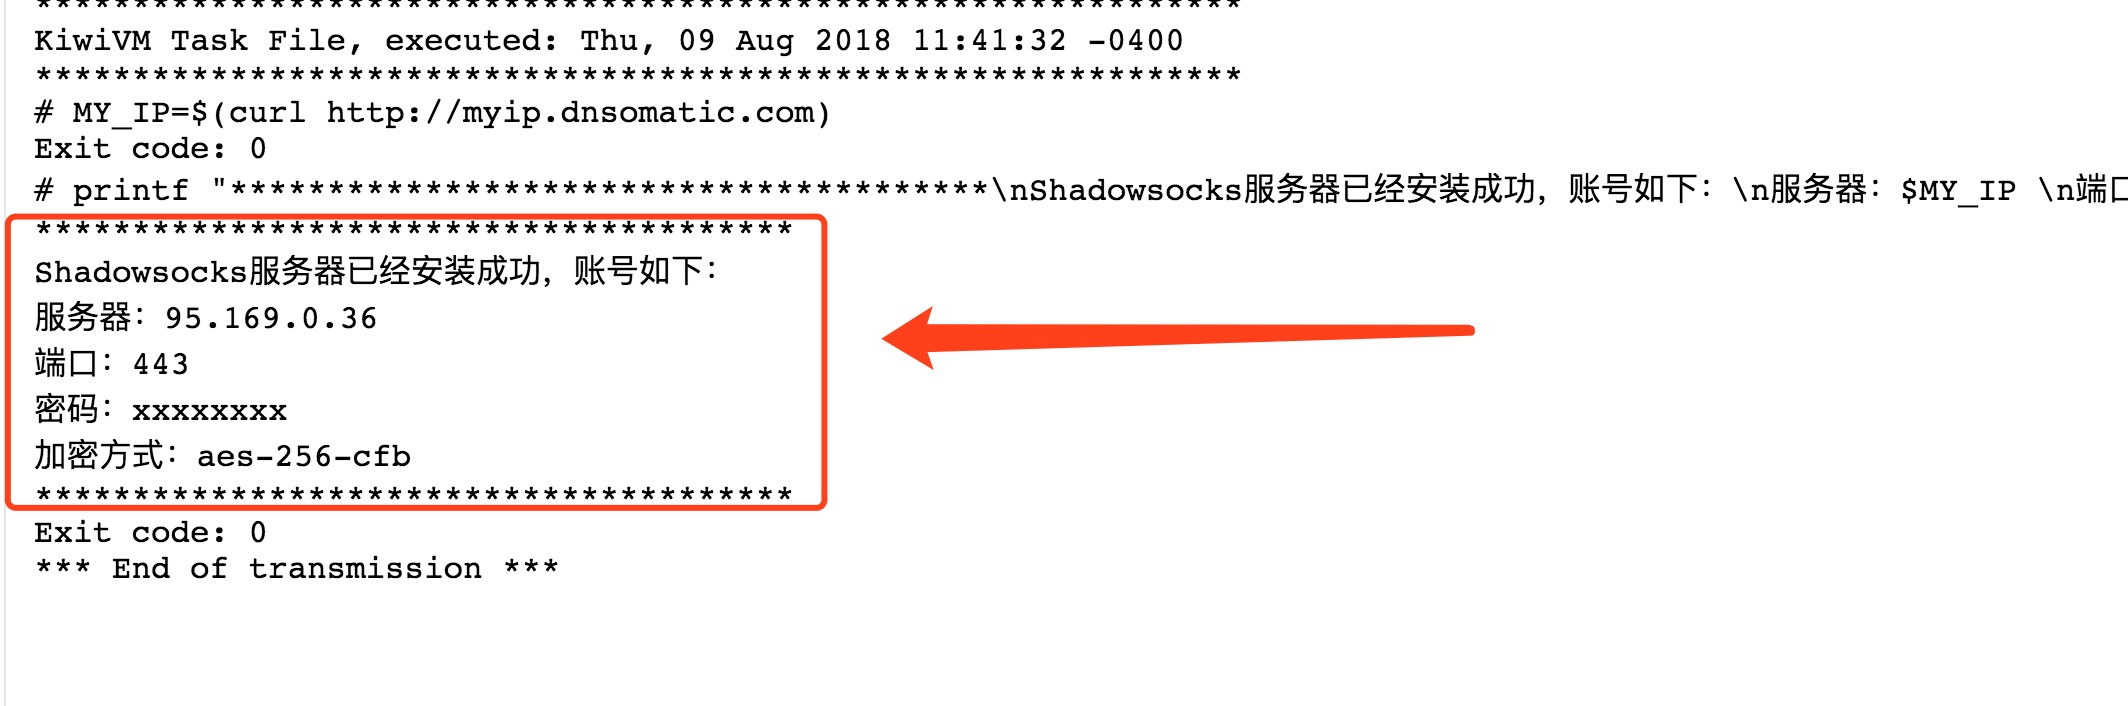 **************************************************************
KiwiVM Task File, executed: Thu, 09 Aug 2018 11:41:32 -0400
**************************************************************
# MY_IP=$(curl http://myip.dnsomatic.com)
Exit code: 0
# printf "***************************************\nShadowsocks服务器已经安装成功，账号如下：\n服务器：$MY_IP \n端口
***************************************
Shadowsocks服务器已经安装成功，账号如下：
服务器：95.169.0.36
端口：443
密码：xxxxxxxx
加密方式：aes-256-cfb
***************************************
Exit code: 0
*** End of transmission ***